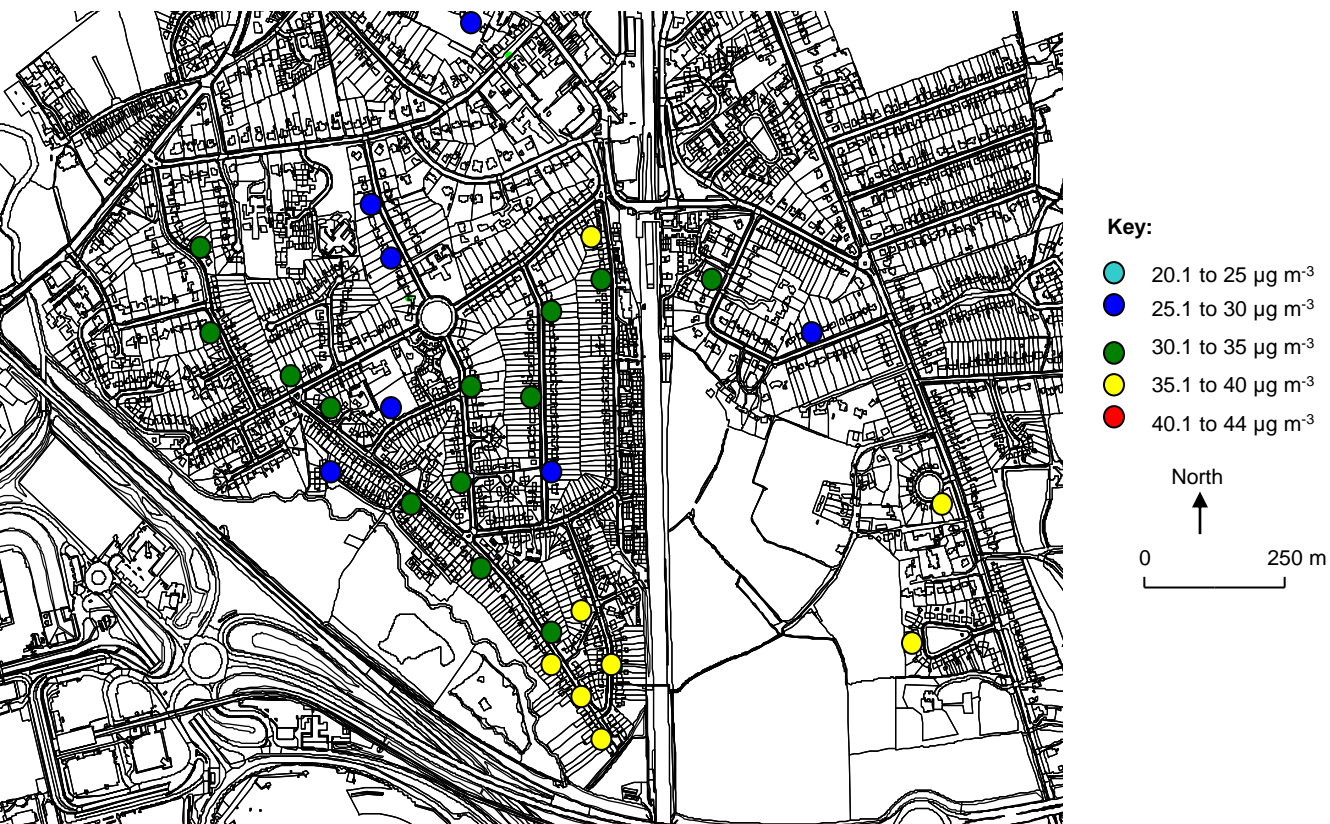 Key:
20.1 to 25 µg m-3
25.1 to 30 µg m-3
30.1 to 35 µg m-3
35.1 to 40 µg m-3
40.1 to 44 µg m-3
North
0 250 m